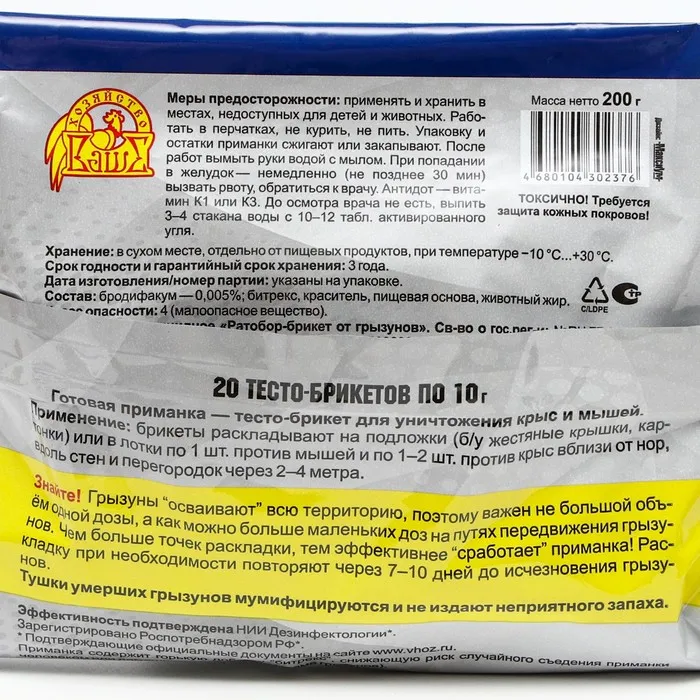 ХОЗЯЙСТВО
ВАШЕ
Меры предосторожности: применять и хранить в
местах, недоступных для детей и животных. Рабо-
тать в перчатках, не курить, не пить. Упаковку и
остатки приманки сжигают или закапывают. После
работ вымыть руки водой с мылом. При попадании
в желудок— немедленно (не позднее 30 мин)
вызвать рвоту, обратиться к врачу. Антидот — вита-
мин К1 или К3. До осмотра врача не есть, выпить
3–4 стакана воды с 10–12 табл. активированного
угля.
Масса нетто 200 г
4 680104 302376
ТОКСИЧНО! Требуется
защита кожных покровов!
Хранение: в сухом месте, отдельно от пищевых продуктов, при температуре –10 °С...+30 °С.
Срок годности и гарантийный срок хранения: 3 года.
Дата изготовления/номер партии: указаны на упаковке.
Состав: бродифакум — 0,005%; битрекс, краситель, пищевая основа, животный жир.
опасности: 4 (малоопасное вещество).
«Ратобор-брикет от грызунов». Св-во о гос.рег-и:
C/LDPE
20 ТЕСТО-БРИКЕТОВ ПО 10г
Готовая приманка — тесто-брикет для уничтожения крыс и мышей.
Применение: брикеты раскладывают на подложки (б/у жестяные крышки, кар-
тонки) или в лотки по 1 шт. против мышей и по 1–2 шт. против крыс вблизи от нор,
вдоль стен и перегородок через 2–4 метра.
Знайте! Грызуны "осваивают" всю территорию, поэтому важен не большой объ-
ём одной дозы, а как можно больше маленьких доз на путях передвижения грызу-
нов. Чем больше точек раскладки, тем эффективнее "сработает" приманка! Рас-
кладку при необходимости повторяют через 7–10 дней до исчезновения грызу-
нов.
Тушки умерших грызунов мумифицируются и не издают неприятного запаха.
Эффективность подтверждена НИИ Дезинфектологии*.
Зарегистрировано Роспотребнадзором РФ*.
* Подтверждающие официальные документы на сайте www.vhoz.ru
Приманка содержит горькую добавку "битрекс", снижающую риск случайного съедения приманки